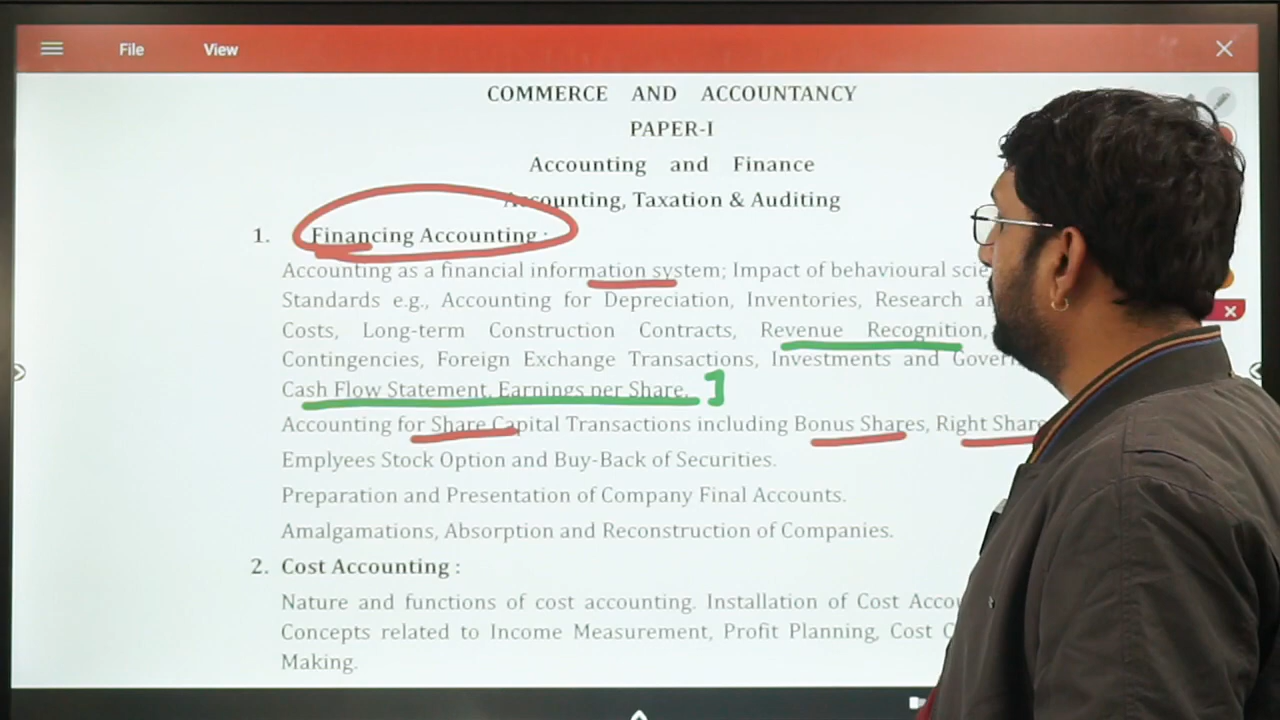 File View
COMMERCE AND ACCOUNTANCY
PAPER-I
Accounting and Finance
Accounting, Taxation & Auditing
1. Financing Accounting :
Accounting as a financial information system; Impact of behavioural
Standards e.g., Accounting for Depreciation, Inventories, Research
Costs, Long-term Construction Contracts, Revenue Recognition,
Contingencies, Foreign Exchange Transactions, Investments and
Cash Flow Statement, Earnings per Share.
Accounting for Share Capital Transactions including Bonus Shares, Right
Emplyees Stock Option and Buy-Back of Securities.
Preparation and Presentation of Company Final Accounts.
Amalgamations, Absorption and Reconstruction of Companies.
2. Cost Accounting :
Nature and functions of cost accounting. Installation of Cost
Concepts related to Income Measurement, Profit Planning, Cost
Making.